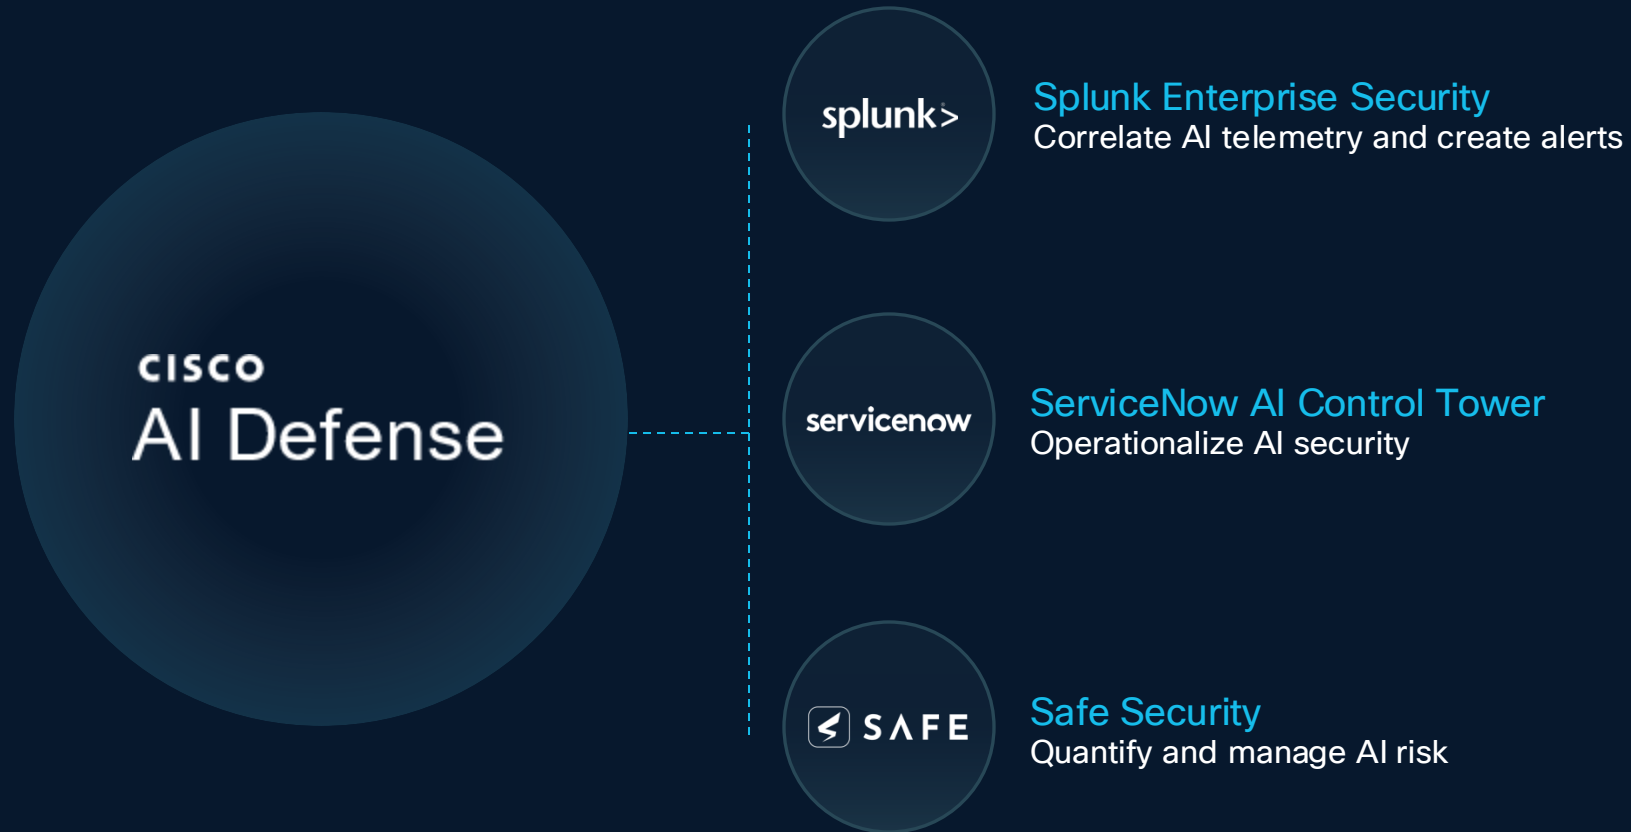 CISCO
AI Defense
splunk>
Splunk Enterprise Security
Correlate AI telemetry and create alerts
servicenow
ServiceNow AI Control Tower
Operationalize AI security
SAFE
Safe Security
Quantify and manage AI risk